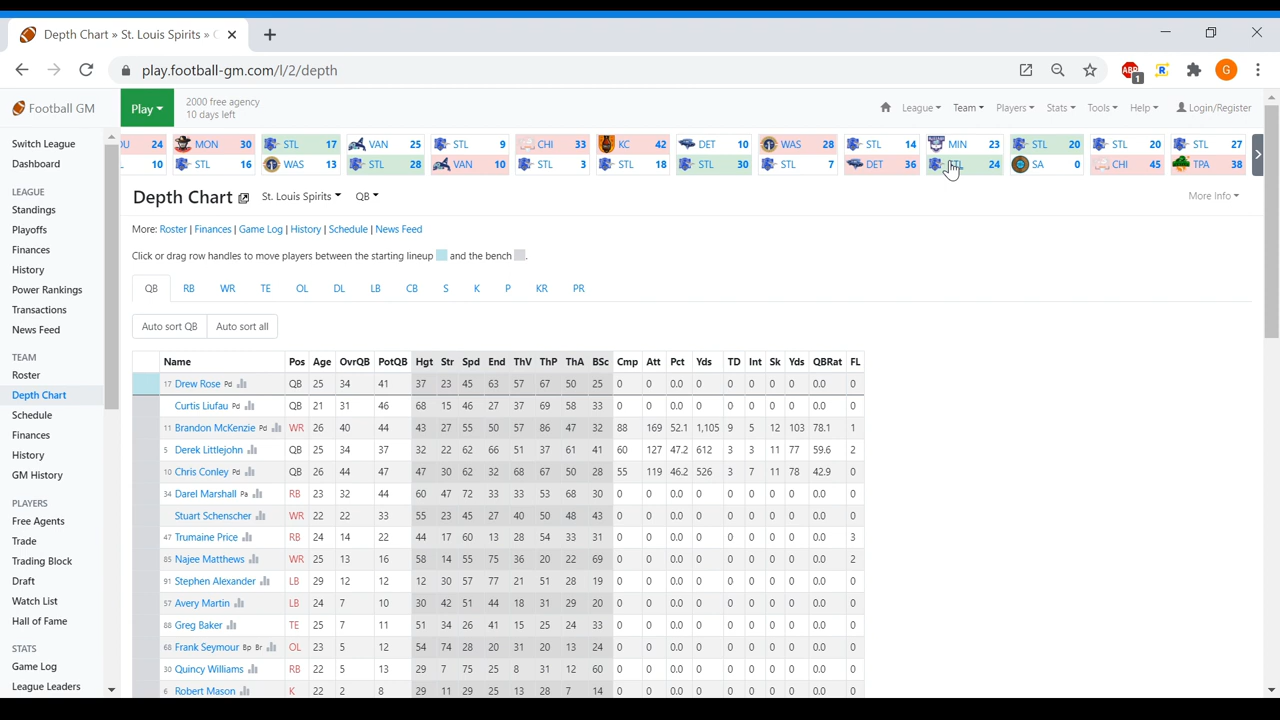 Depth Chart » St. Louis Spirits »
play.football-gm.com/l/2/depth
ABP 1 R G
Football GM Play 2000 free agency 10 days left League Team Players Stats Tools Help Login/Register
24 MON 30 STL 17 VAN 25 STL 9 CHI 33 KC 42 DET 10 WAS 28 STL 14 MIN 23 STL 20 STL 20 STL 27
10 STL 16 WAS 13 STL 28 VAN 10 STL 3 STL 18 STL 30 STL 7 DET 36 STL 24 SA 0 CHI 45 TPA 38
Switch League
Dashboard
LEAGUE
Standings
Playoffs
Finances
History
Power Rankings
Transactions
News Feed
TEAM
Roster
Depth Chart
Schedule
Finances
History
GM History
PLAYERS
Free Agents
Trade
Trading Block
Draft
Watch List
Hall of Fame
STATS
Game Log
League Leaders
Depth Chart St. Louis Spirits QB More Info
More: Roster | Finances | Game Log | History | Schedule | News Feed
Click or drag row handles to move players between the starting lineup and the bench .
QB RB WR TE OL DL LB CB S K P KR PR
Auto sort QB Auto sort all
Name Pos Age OvrQB PotQB Hgt Str Spd End ThV ThP ThA BSc Cmp Att Pct Yds TD Int Sk Yds QBRat FL
17 Drew Rose Pd QB 25 34 41 37 23 45 63 57 67 50 25 0 0 0.0 0 0 0 0 0 0.0 0
Curtis Liufau Pd QB 21 31 46 68 15 46 27 37 69 58 33 0 0 0.0 0 0 0 0 0 0.0 0
11 Brandon McKenzie Pd WR 26 40 44 43 27 55 50 57 86 47 32 88 169 52.1 1,105 9 5 12 103 78.1 1
5 Derek Littlejohn QB 25 34 37 32 22 62 66 51 37 61 41 60 127 47.2 612 3 3 11 77 59.6 2
10 Chris Conley Pd QB 26 44 47 47 30 62 32 68 67 50 28 55 119 46.2 526 3 7 11 78 42.9 0
34 Darel Marshall Pa RB 23 32 44 60 47 72 33 33 53 68 30 0 0 0.0 0 0 0 0 0 0.0 0
Stuart Schenscher WR 22 22 33 55 23 45 27 40 50 48 43 0 0 0.0 0 0 0 0 0 0.0 0
47 Trumaine Price RB 24 14 22 44 17 60 13 28 54 33 31 0 0 0.0 0 0 0 0 0 0.0 3
85 Najee Matthews WR 25 13 16 58 14 55 75 36 20 22 69 0 0 0.0 0 0 0 0 0 0.0 2
91 Stephen Alexander LB 29 12 12 12 30 57 77 21 51 28 19 0 0 0.0 0 0 0 0 0 0.0 0
57 Avery Martin LB 24 7 10 30 42 51 44 18 31 29 20 0 0 0.0 0 0 0 0 0 0.0 0
88 Greg Baker TE 25 7 11 51 34 26 41 15 25 24 33 0 0 0.0 0 0 0 0 0 0.0 0
68 Frank Seymour Bp Br OL 23 5 12 54 74 28 20 31 20 13 24 0 0 0.0 0 0 0 0 0 0.0 0
30 Quincy Williams RB 22 5 13 29 7 75 25 8 31 12 60 0 0 0.0 0 0 0 0 0 0.0 0
6 Robert Mason K 22 2 8 29 11 29 25 13 28 7 14 0 0 0.0 0 0 0 0 0 0.0 0